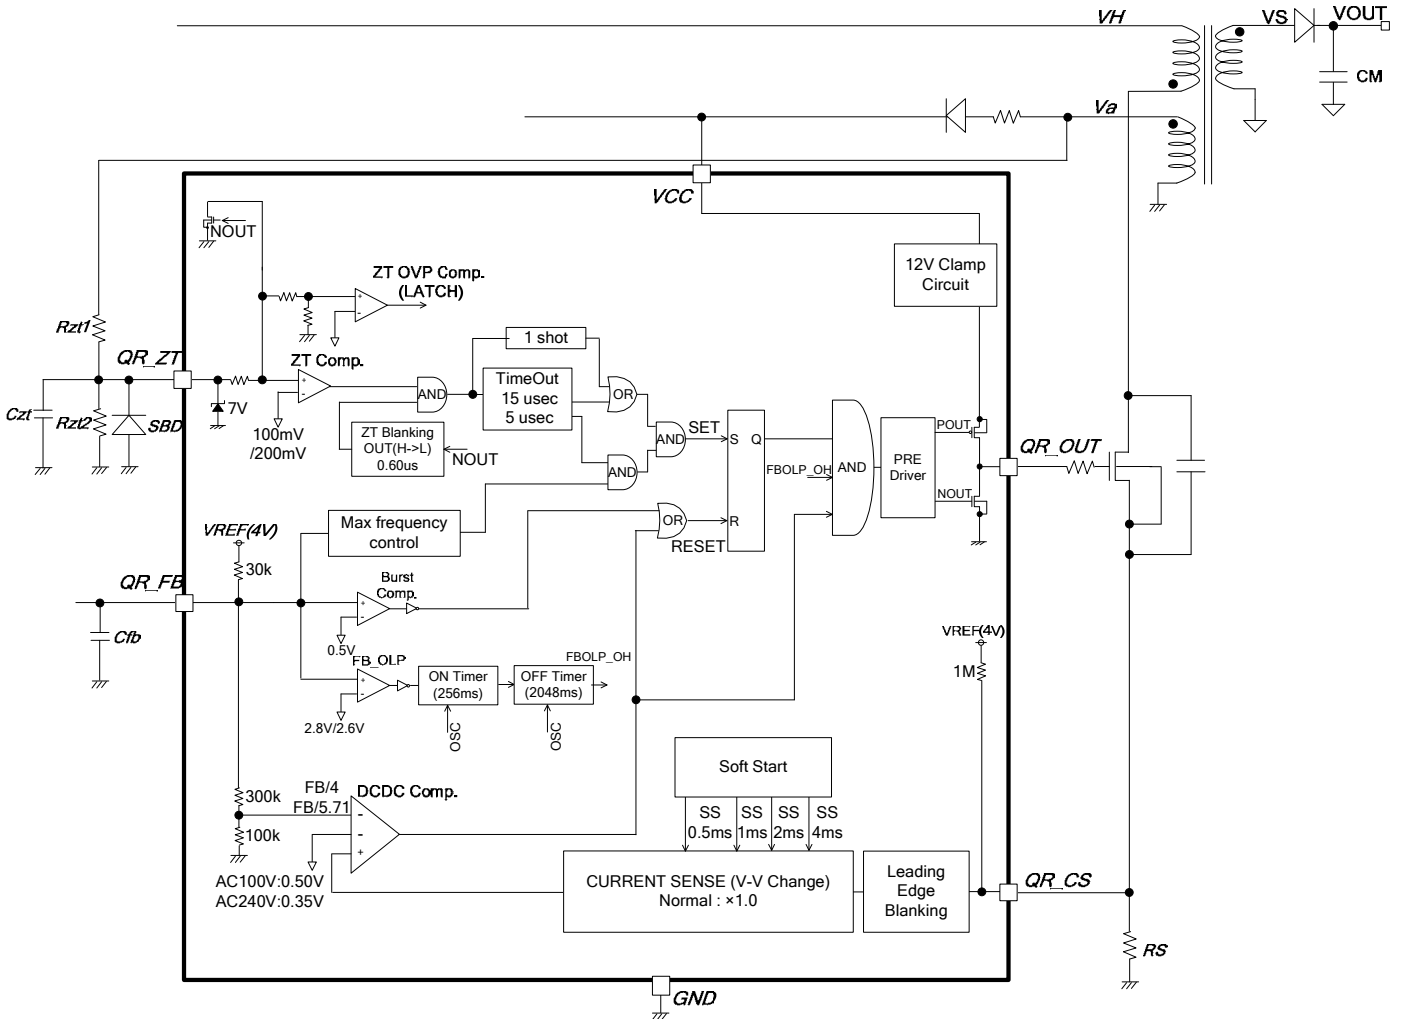 VH
VS
VOUT
CM
Va
VCC
NOUT
12V Clamp
Circuit
ZT OVP Comp.
(LATCH)
Rzt1
QR_ZT
ZT Comp.
1 shot
TimeOut
15 usec
5 usec
AND
OR
7V
Czt
Rzt2
SBD
100mV
/200mV
ZT Blanking
OUT(H->L)
0.60us
NOUT
AND
SET
AND
S
Q
FBOLP_OH
AND
PRE
Driver
POUT
NOUT
QR_OUT
VREF(4V)
30k
Max frequency
control
OR
R
RESET
QR_FB
Cfb
Burst
Comp.
0.5V
FB_OLP
ON Timer
(256ms)
OFF Timer
(2048ms)
FBOLP_OH
2.8V/2.6V
OSC
OSC
VREF(4V)
1M
Soft Start
SS
0.5ms
SS
1ms
SS
2ms
SS
4ms
300k
FB/4
FB/5.71
DCDC Comp.
100k
AC100V:0.50V
AC240V:0.35V
CURRENT SENSE (V-V Change)
Normal : ×1.0
Leading
Edge
Blanking
QR_CS
RS
GND